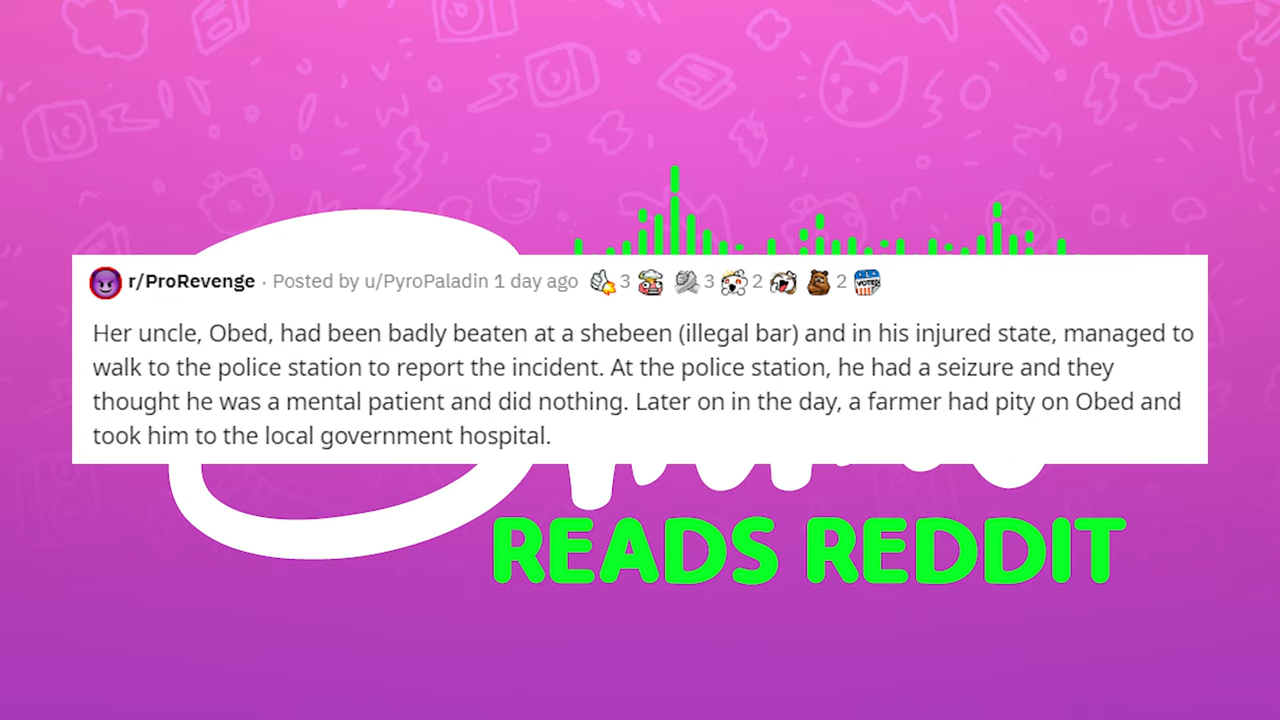 r/ProRevenge · Posted by u/PyroPaladin 1 day ago 3 3 2 2 VOTED
Her uncle, Obed, had been badly beaten at a shebeen (illegal bar) and in his injured state, managed to
walk to the police station to report the incident. At the police station, he had a seizure and they
thought he was a mental patient and did nothing. Later on in the day, a farmer had pity on Obed and
took him to the local government hospital.
READS REDDIT